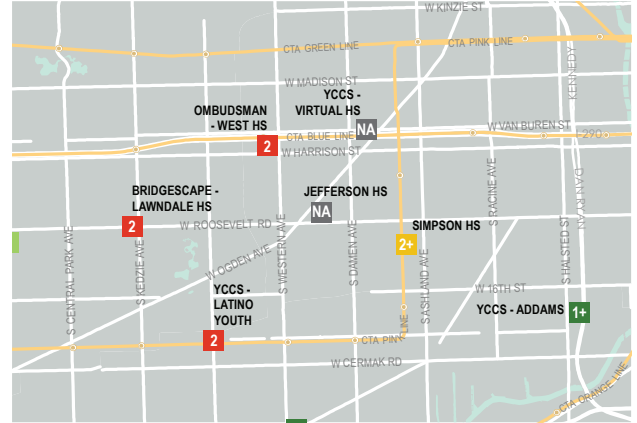 W KINZIE ST
CTA GREEN LINE
CTA PINK LINE
KENNEDY
W MADISON ST
YCCS -
VIRTUAL HS
NA
OMBUDSMAN
- WEST HS
2
CTA BLUE LINE
W VAN BUREN ST
I-290
W HARRISON ST
S RACINE AVE
DAN RYAN
BRIDGESCAPE -
LAWNDALE HS
2
JEFFERSON HS
NA
W ROOSEVELT RD
SIMPSON HS
2+
S CENTRAL PARK AVE
S KEDZIE AVE
W OGDEN AVE
S WESTERN AVE
S DAMEN AVE
S ASHLAND AVE
S HALSTED ST
YCCS -
LATINO
YOUTH
2
W 16TH ST
YCCS - ADDAMS
1+
CTA PINK LINE
W CERMAK RD
CTA ORANGE LINE